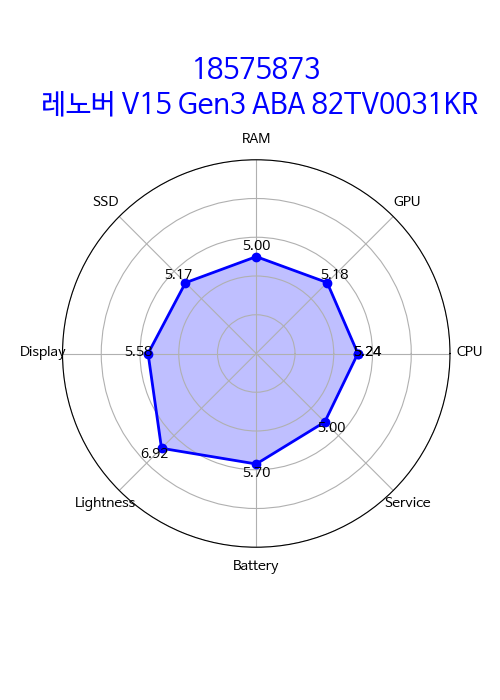 18575873
레노버 V15 Gen3 ABA 82TV0031KR
RAM
SSD
GPU
5.00
5.17
5.18
Display
5.58
5.24
CPU
6.92
5.00
5.70
Lightness
Service
Battery